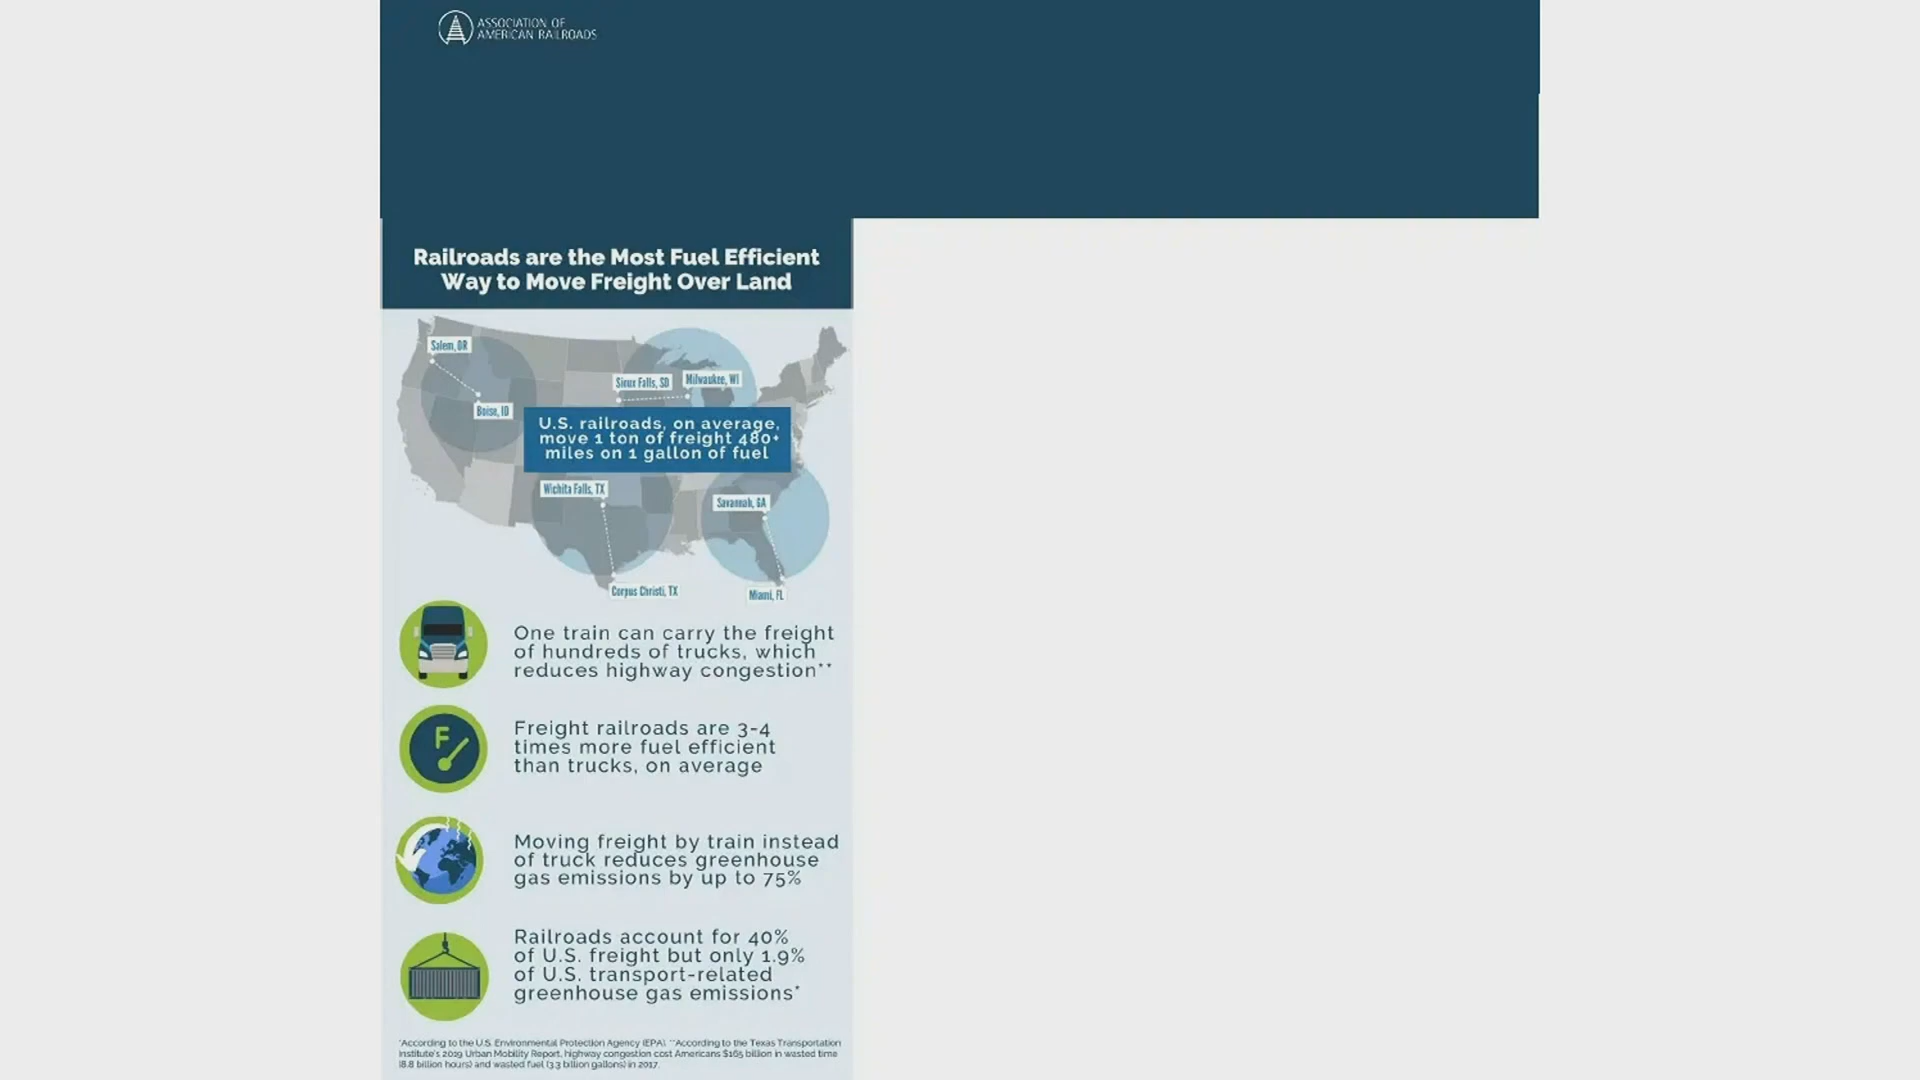 ASSOCIATION OF
AMERICAN RAILROADS
Railroads are the Most Fuel Efficient
Way to Move Freight Over Land
Salem, OR
Boise, ID
Sioux Falls, SD
Milwaukee, WI
U.S. railroads, on average,
move 1 ton of freight 480+
miles on 1 gallon of fuel
Wichita Falls, TX
Savannah, GA
Corpus Christi, TX
Miami, FL
One train can carry the freight
of hundreds of trucks, which
reduces highway congestion**
F
Freight railroads are 3-4
times more fuel efficient
than trucks, on average
Moving freight by train instead
of truck reduces greenhouse
gas emissions by up to 75%
Railroads account for 40%
of U.S. freight but only 1.9%
of U.S. transport-related
greenhouse gas emissions*
*According to the U.S. Environmental Protection Agency (EPA). **According to the Texas Transportation
Institute's 2019 Urban Mobility Report, highway congestion cost Americans $165 billion in wasted time
(8.8 billion hours) and wasted fuel (3.3 billion gallons) in 2017.